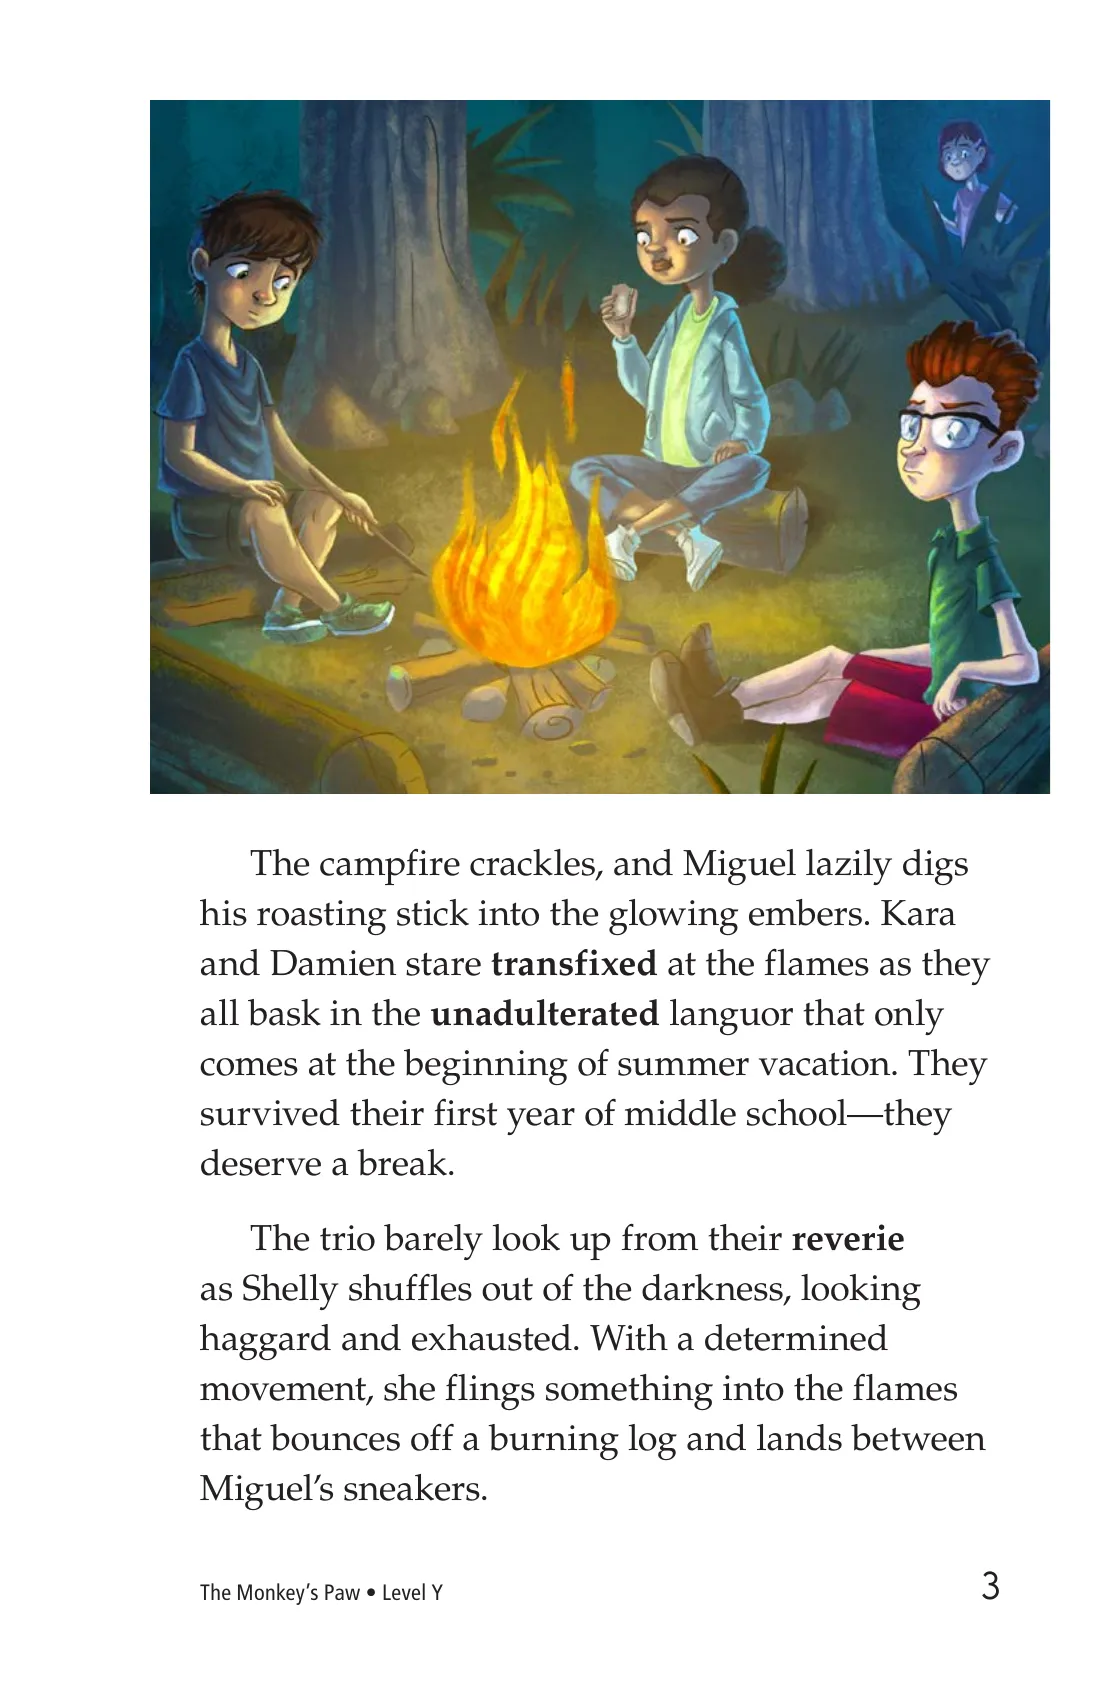 The campfire crackles, and Miguel lazily digs
his roasting stick into the glowing embers. Kara
and Damien stare transfixed at the flames as they
all bask in the unadulterated languor that only
comes at the beginning of summer vacation. They
survived their first year of middle school—they
deserve a break.
The trio barely look up from their reverie
as Shelly shuffles out of the darkness, looking
haggard and exhausted. With a determined
movement, she flings something into the flames
that bounces off a burning log and lands between
Miguel’s sneakers.
The Monkey’s Paw • Level Y
3